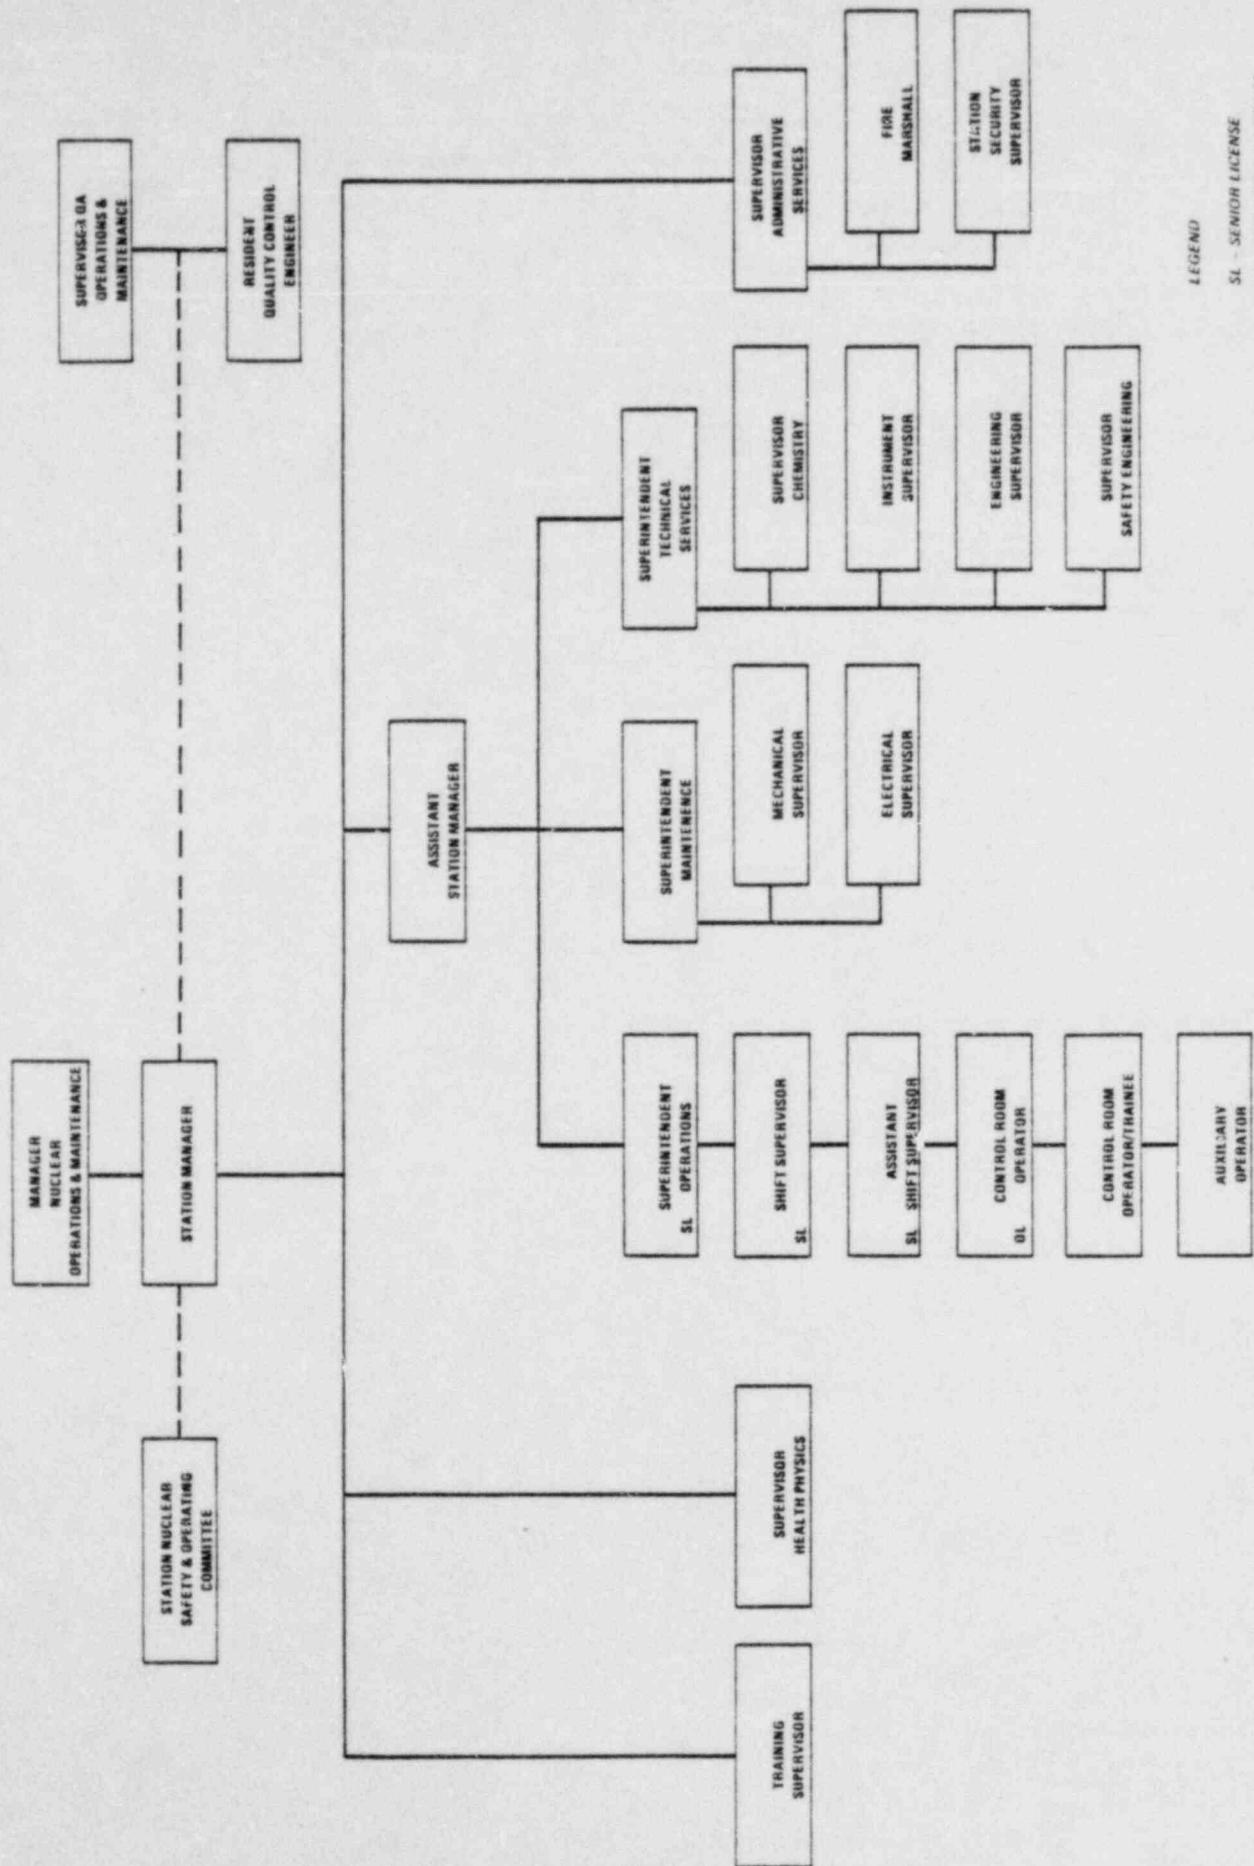 MANAGER
NUCLEAR
OPERATIONS & MAINTENANCE
STATION NUCLEAR
SAFETY & OPERATING
COMMITTEE
STATION MANAGER
OPERATIONS &
MAINTENANCE
RESIDENT
QUALITY CONTROL
ENGINEER
ASSISTANT
STATION MANAGER
TRAINING
SUPERVISOR
SUPERVISOR
HEALTH PHYSICS
SUPERINTENDENT
SL OPERATIONS
SHIFT SUPERVISOR
SL
ASSISTANT
SL SHIFT SUPERVISOR
CONTROL ROOM
OL OPERATOR
CONTROL ROOM
OPERATOR/TRAINEE
AUXILIARY
OPERATOR
SUPERINTENDENT
MAINTENENCE
MECHANICAL
SUPERVISOR
ELECTRICAL
SUPERVISOR
SUPERINTENDENT
TECHNICAL
SERVICES
SUPERVISOR
CHEMISTRY
INSTRUMENT
SUPERVISOR
ENGINEERING
SUPERVISOR
SUPERVISOR
SAFETY ENGINEERING
SUPERVISOR
ADMINISTRATIVE
SERVICES
FIRE
MARSHALL
STATION
SECURITY
SUPERVISOR
LEGEND
SL - SENIOR LICENSE